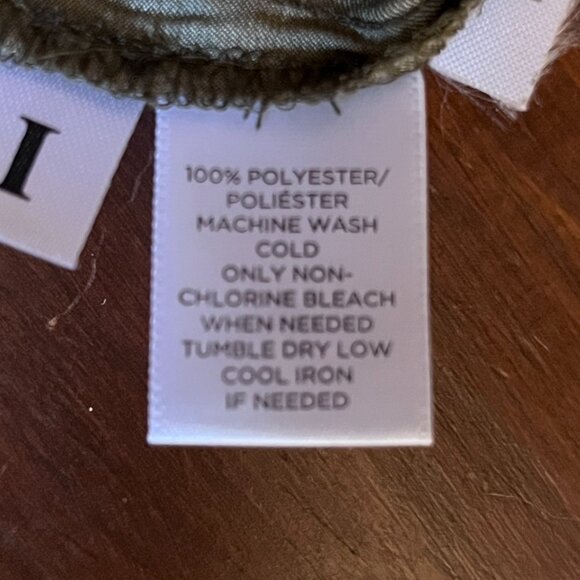 I
100% POLYESTER/
POLIÉSTER
MACHINE WASH
COLD
ONLY NON-
CHLORINE BLEACH
WHEN NEEDED
TUMBLE DRY LOW
COOL IRON
IF NEEDED